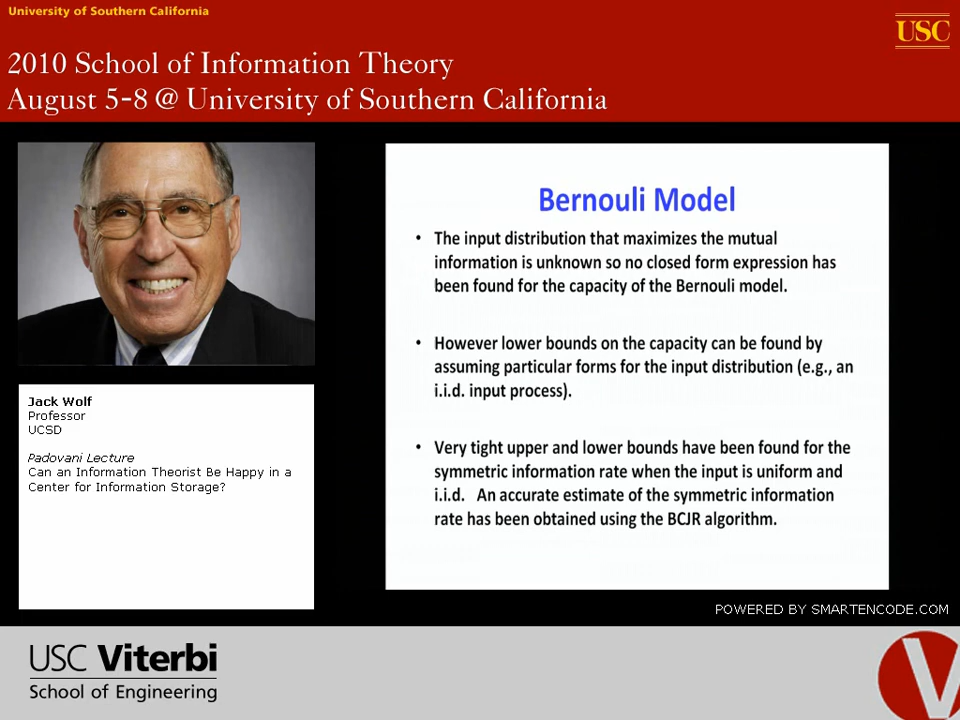 University of Southern California
USC
2010 School of Information Theory
August 5-8 @ University of Southern California
Bernouli Model
• The input distribution that maximizes the mutual
information is unknown so no closed form expression has
been found for the capacity of the Bernouli model.
• However lower bounds on the capacity can be found by
assuming particular forms for the input distribution (e.g., an
i.i.d. input process).
• Very tight upper and lower bounds have been found for the
symmetric information rate when the input is uniform and
i.i.d. An accurate estimate of the symmetric information
rate has been obtained using the BCJR algorithm.
Jack Wolf
Professor
UCSD
Padovani Lecture
Can an Information Theorist Be Happy in a
Center for Information Storage?
POWERED BY SMARTENCODE.COM
USC Viterbi
School of Engineering
V